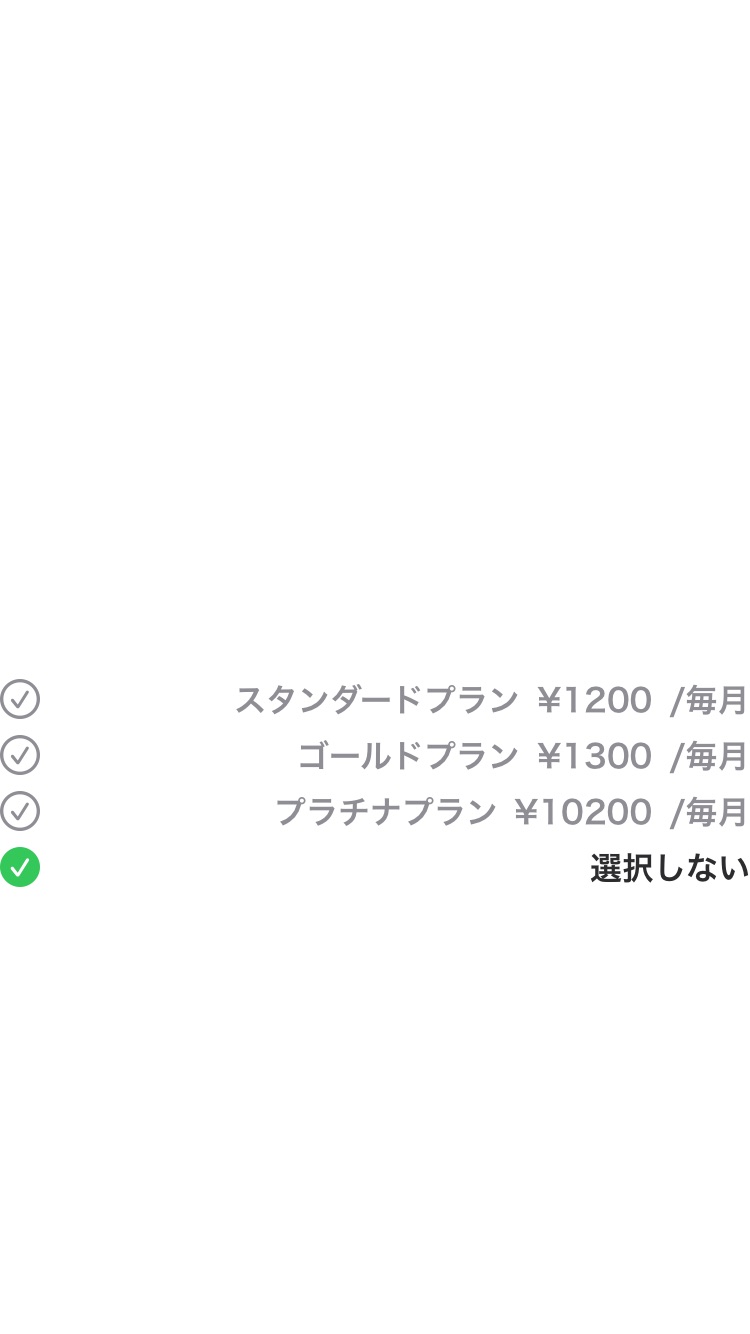 スタンダードプラン ¥1200 /毎月
ゴールドプラン ¥1300 /毎月
プラチナプラン ¥10200 /毎月
選択しない